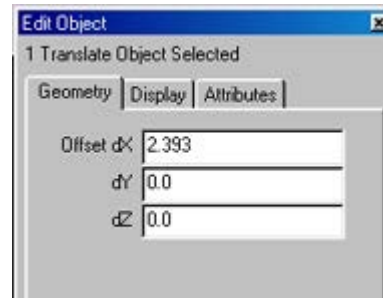 Edit Object
1 Translate Object Selected
Geometry Display Attributes
Offset dX 2.393
dY 0.0
dZ 0.0